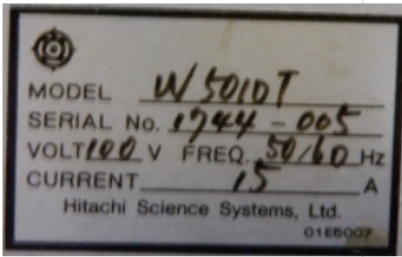 MODEL W5010T
SERIAL No. 1744-005
VOLT 100 V FREQ. 50/60 Hz
CURRENT 15 A
Hitachi Science Systems, Ltd.
01E6007